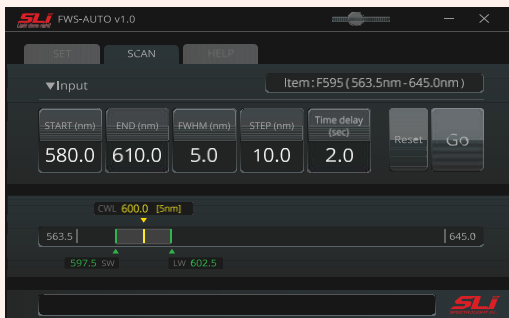 SLi FWS-AUTO v1.0
SET SCAN HELP
▼Input Item:F595 ( 563.5nm - 645.0nm )
START (nm) END (nm) FWHM (nm) STEP (nm) Time delay (sec) Reset Go
580.0 610.0 5.0 10.0 2.0
CWL 600.0 [5nm]
563.5 645.0
597.5 SW LW 602.5
SLi